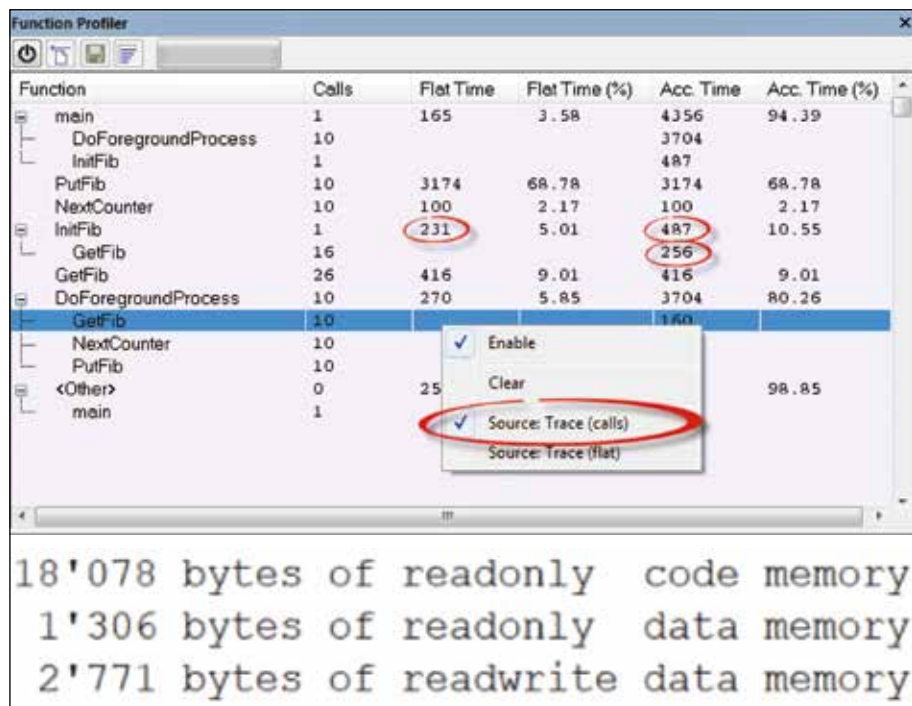 Function Profiler
Function Calls Flat Time Flat Time (%) Acc. Time Acc. Time (%)
main 1 165 3.58 4356 94.39
DoForegroundProcess 10 3704
InitFib 1 487
PutFib 10 3174 68.78 3174 68.78
NextCounter 10 100 2.17 100 2.17
InitFib 1 231 5.01 487 10.55
GetFib 16 256
GetFib 26 416 9.01 416 9.01
DoForegroundProcess 10 270 5.85 3704 80.26
GetFib 10 160
NextCounter 10
PutFib 10
<Other> 0 25 98.85
main 1
Enable
Clear
Source: Trace (calls)
Source: Trace (flat)
18'078 bytes of readonly code memory
1'306 bytes of readonly data memory
2'771 bytes of readwrite data memory